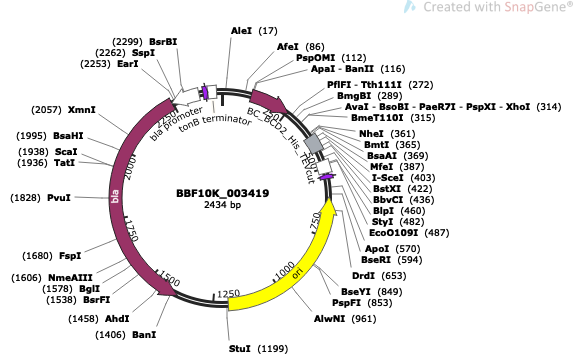 Created with SnapGene®
AleI (17)
(2299) BsrBI
(2262) SspI
(2253) EarI
AfeI (86)
PspOMI (112)
ApaI - BanII (116)
PflFI - Tth111I (272)
BmgBI (289)
AvaI - BsoBI - PaeR7I - PspXI - XhoI (314)
BmeT110I (315)
(2057) XmnI
(1995) BsaHI
(1938) ScaI
(1936) TatI
(1828) PvuI
(1680) FspI
(1606) NmeAIII
(1578) BglI
(1538) BsrFI
(1458) AhdI
(1406) BanI
NheI (361)
BmtI (365)
BsaAI (369)
MfeI (387)
I-SceI (403)
BstXI (422)
BbvCI (436)
BlpI (460)
StyI (482)
EcoO109I (487)
ApoI (570)
BseRI (594)
DrdI (653)
BseYI (849)
PspFI (853)
AlwNI (961)
StuI (1199)
bla promoter
tonB terminator
BC_BCD2_His_TEVcut
bla
ori
750
1000
1250
1500
1750
2000
2250
BBF10K_003419
2434 bp